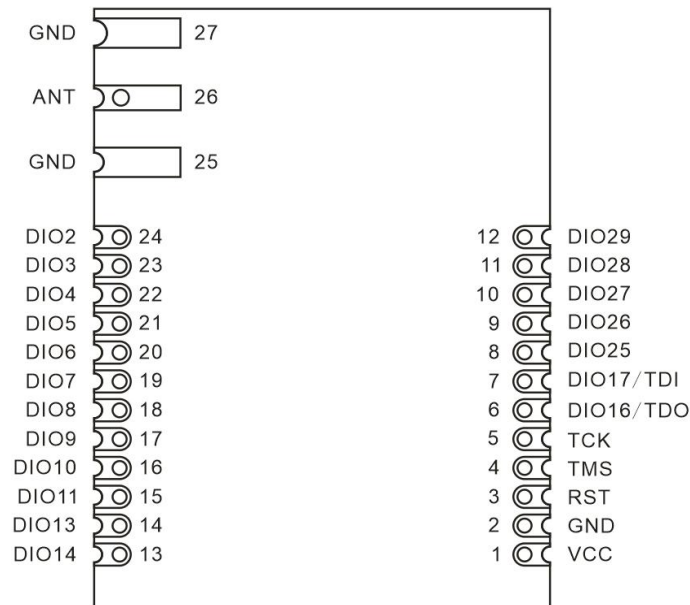 GND 27
ANT 26
GND 25
DIO2 24 12 DIO29
DIO3 23 11 DIO28
DIO4 22 10 DIO27
DIO5 21 9 DIO26
DIO6 20 8 DIO25
DIO7 19 7 DIO17/TDI
DIO8 18 6 DIO16/TDO
DIO9 17 5 TCK
DIO10 16 4 TMS
DIO11 15 3 RST
DIO13 14 2 GND
DIO14 13 1 VCC